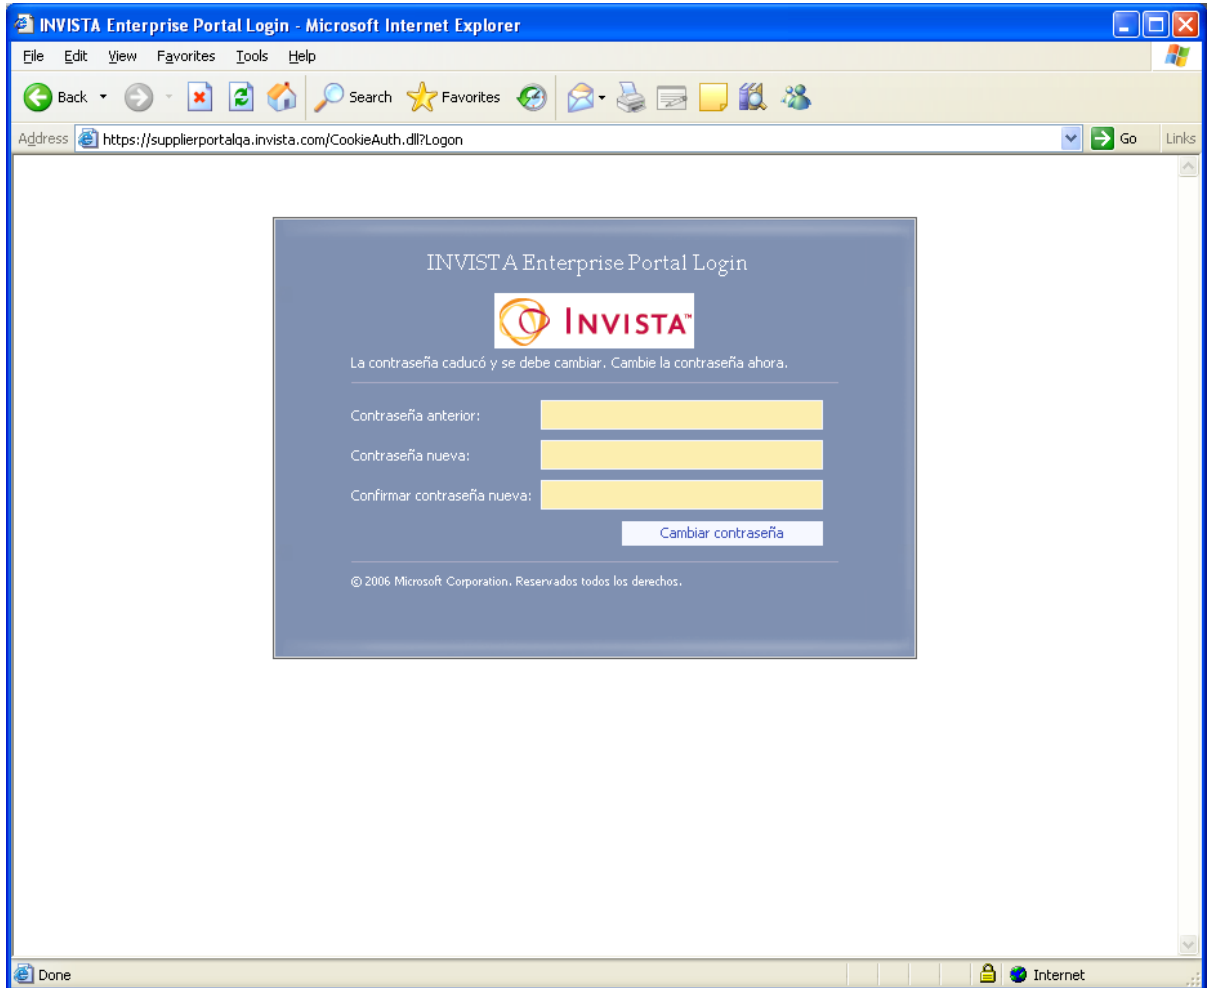 INVISTA Enterprise Portal Login - Microsoft Internet Explorer
File Edit View Favorites Tools Help
Back Search Favorites
Address https://supplierportalqa.invista.com/CookieAuth.dll?Logon Go Links
INVISTA Enterprise Portal Login
INVISTA™
La contraseña caducó y se debe cambiar. Cambie la contraseña ahora.
Contraseña anterior:
Contraseña nueva:
Confirmar contraseña nueva:
Cambiar contraseña
© 2006 Microsoft Corporation. Reservados todos los derechos.
Done Internet